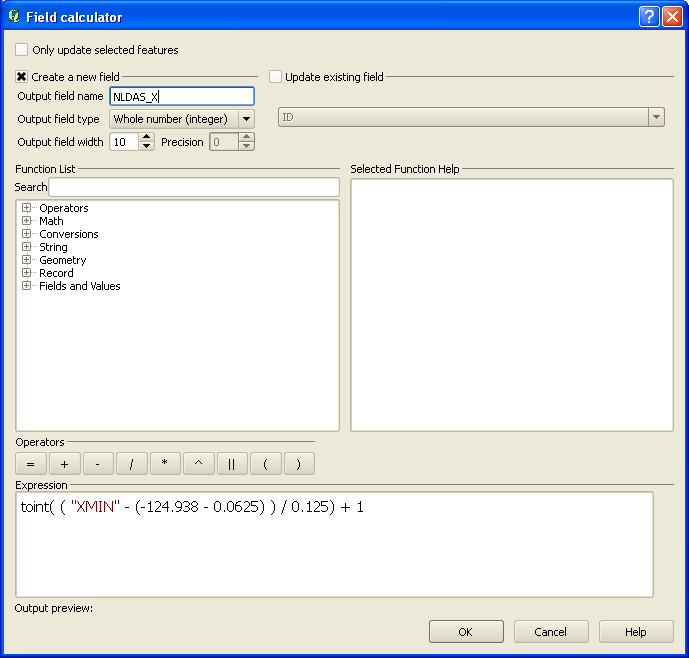 Field calculator
Only update selected features
Create a new field
Update existing field
Output field name NLDAS_X
Output field type Whole number (integer)
ID
Output field width 10 Precision 0
Function List
Selected Function Help
Search
Operators
Math
Conversions
String
Geometry
Record
Fields and Values
Operators
= + - / * ^ || ( )
Expression
toint( ( "XMIN" - (-124.938 - 0.0625) ) / 0.125) + 1
Output preview:
OK Cancel Help